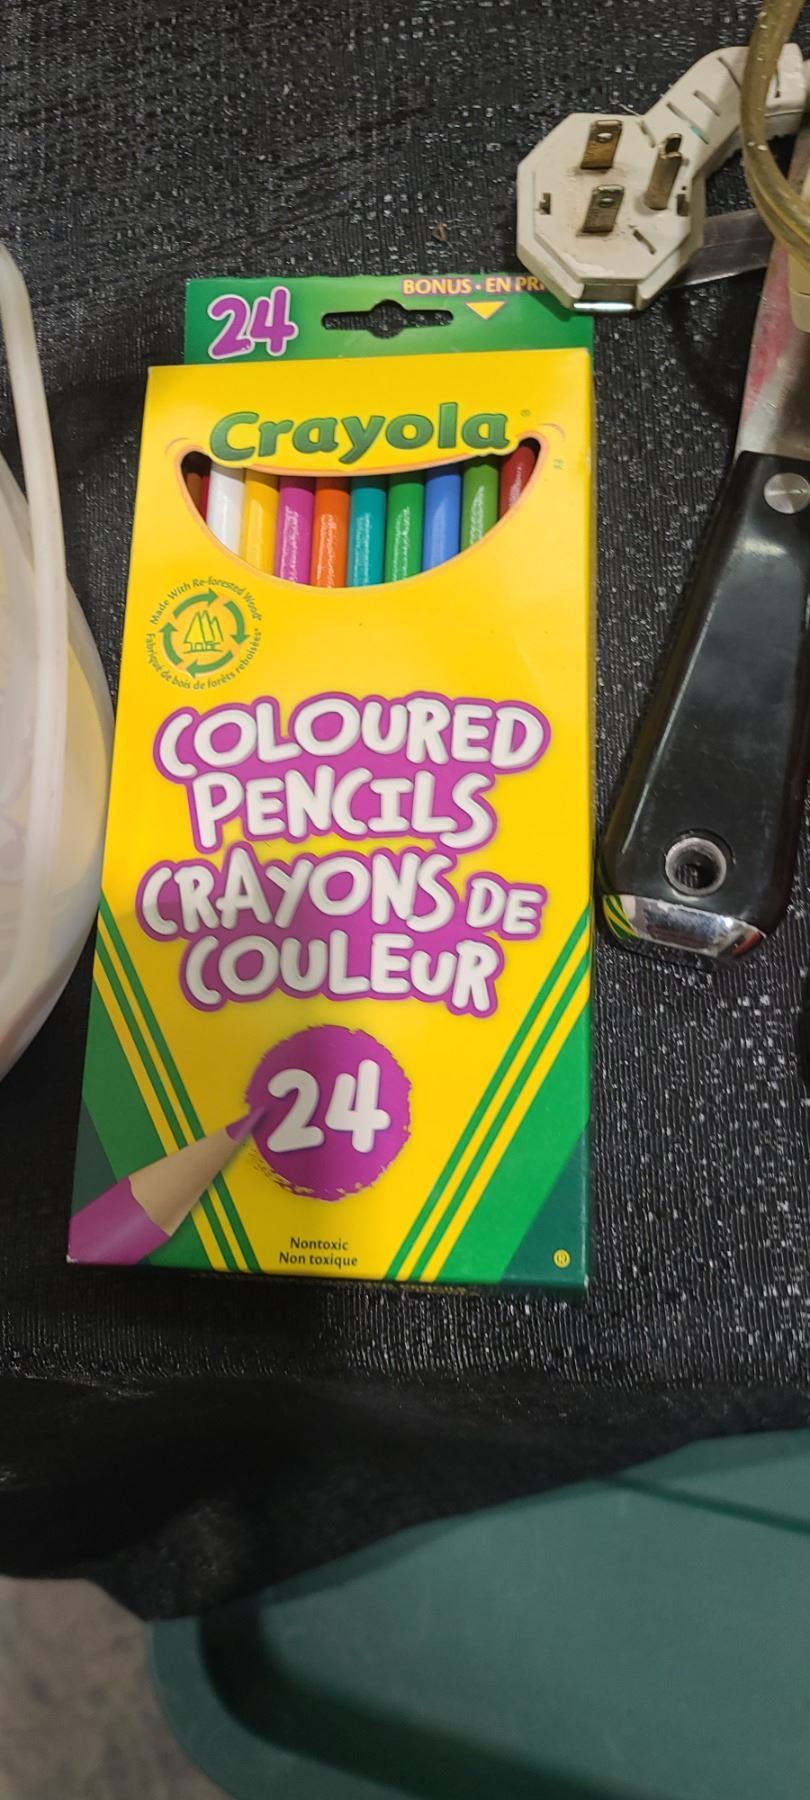 24
BONUS • EN PRI
Crayola
Made With Re-forested Wood*
Fabriqué de bois de forêts reboisées*
COLOURED
PENCILS
CRAYONS DE
COULEUR
24
Nontoxic
Non toxique